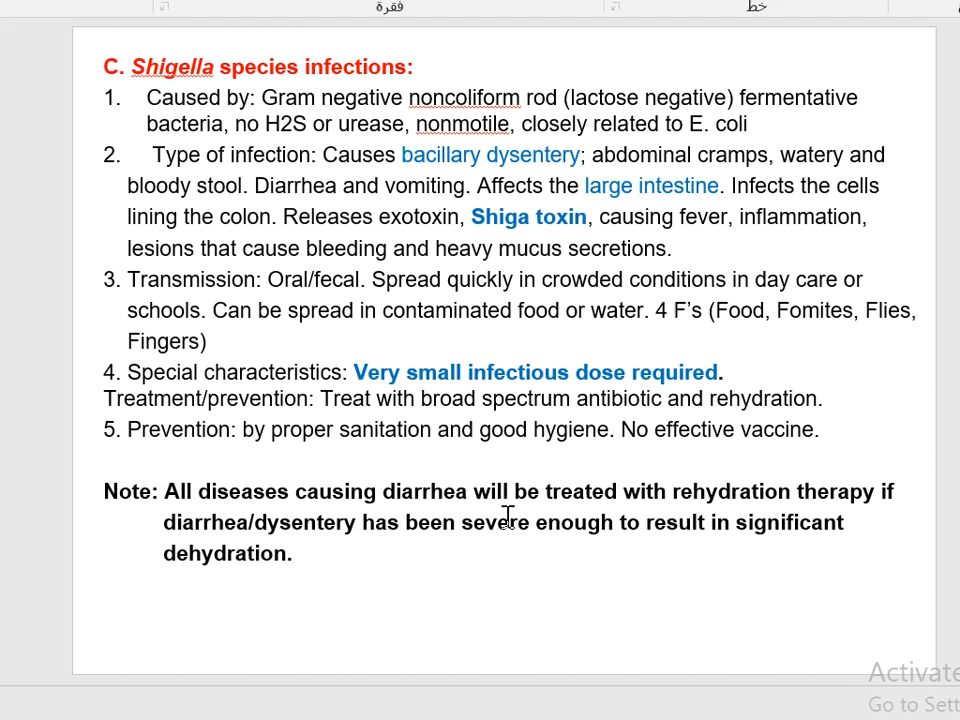 فقرة
خط
C. Shigella species infections:
1. Caused by: Gram negative noncoliform rod (lactose negative) fermentative
bacteria, no H2S or urease, nonmotile, closely related to E. coli
2. Type of infection: Causes bacillary dysentery; abdominal cramps, watery and
bloody stool. Diarrhea and vomiting. Affects the large intestine. Infects the cells
lining the colon. Releases exotoxin, Shiga toxin, causing fever, inflammation,
lesions that cause bleeding and heavy mucus secretions.
3. Transmission: Oral/fecal. Spread quickly in crowded conditions in day care or
schools. Can be spread in contaminated food or water. 4 F’s (Food, Fomites, Flies,
Fingers)
4. Special characteristics: Very small infectious dose required.
Treatment/prevention: Treat with broad spectrum antibiotic and rehydration.
5. Prevention: by proper sanitation and good hygiene. No effective vaccine.
Note: All diseases causing diarrhea will be treated with rehydration therapy if
diarrhea/dysentery has been severe enough to result in significant
dehydration.
Activate
Go to Sett